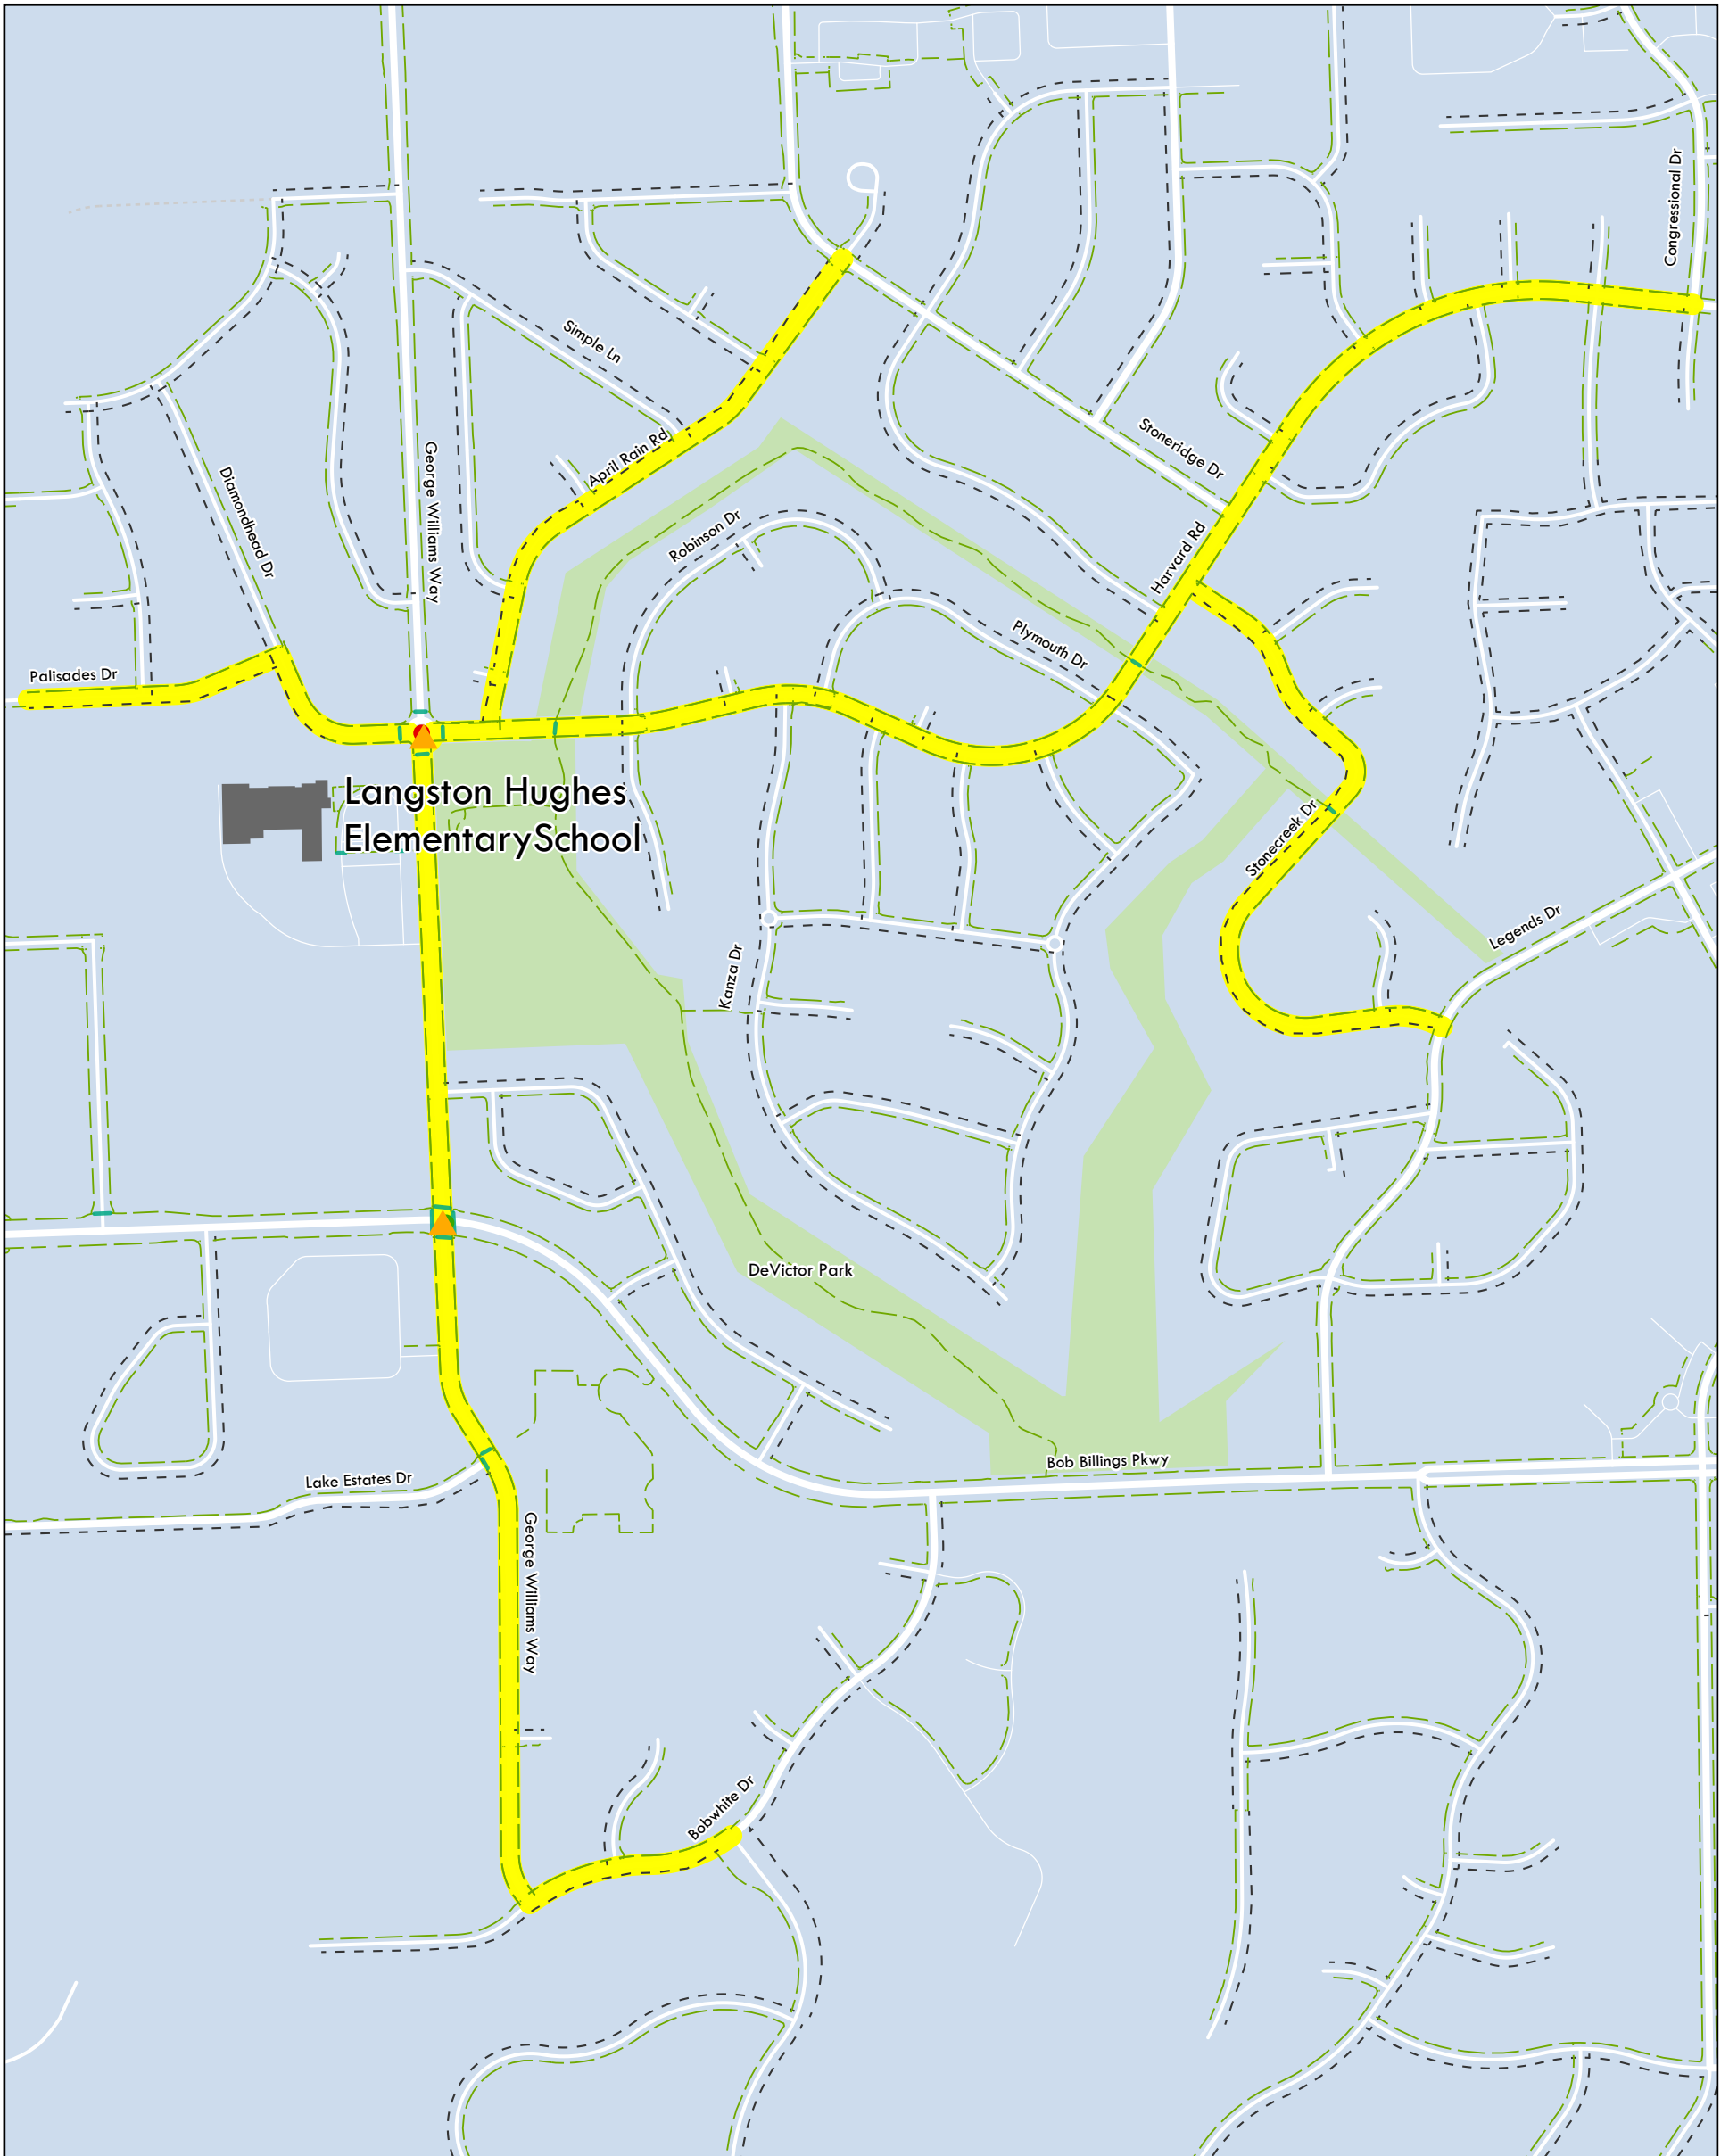 Congressional Dr
Simple Ln
Stoneridge Dr
April Rain Rd
George Williams Way
Diamondhead Dr
Robinson Dr
Harvard Rd
Plymouth Dr
Palisades Dr
Langston Hughes
ElementarySchool
Stonecreek Dr
Legends Dr
Kanza Dr
DeVictor Park
Bob Billings Pkwy
Lake Estates Dr
George Williams Way
Bobwhite Dr